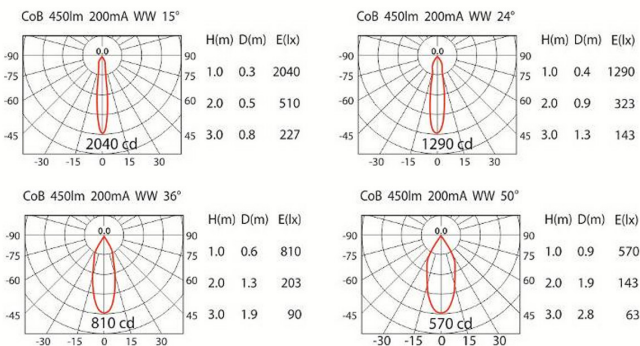 CoB 450lm 200mA WW 15°
H(m) D(m) E(lx)
0.0
-90 90
1.0 0.3 2040
-75 75
2.0 0.5 510
-60 60
3.0 0.8 227
-45 45
2040 cd
-30 -15 0 15 30
CoB 450lm 200mA WW 24°
H(m) D(m) E(lx)
0.0
-90 90
1.0 0.4 1290
-75 75
2.0 0.9 323
-60 60
3.0 1.3 143
-45 45
1290 cd
-30 -15 0 15 30
CoB 450lm 200mA WW 36°
H(m) D(m) E(lx)
0.0
-90 90
1.0 0.6 810
-75 75
2.0 1.3 203
-60 60
3.0 1.9 90
-45 45
810 cd
-30 -15 0 15 30
CoB 450lm 200mA WW 50°
H(m) D(m) E(lx)
0.0
-90 90
1.0 0.9 570
-75 75
2.0 1.9 143
-60 60
3.0 2.8 63
-45 45
570 cd
-30 -15 0 15 30